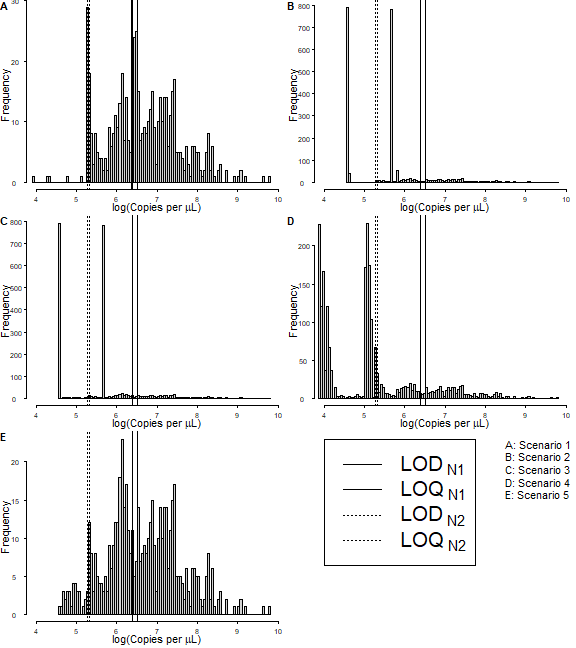 A
B
Frequency
30
20
10
0
4 5 6 7 8 9 10
log(Copies per μL)
Frequency
800
700
600
500
400
300
200
100
0
4 5 6 7 8 9 10
log(Copies per μL)
C
D
Frequency
800
700
600
500
400
300
200
100
0
4 5 6 7 8 9 10
log(Copies per μL)
Frequency
200
150
100
50
0
4 5 6 7 8 9 10
log(Copies per μL)
E
Frequency
20
15
10
5
0
4 5 6 7 8 9 10
log(Copies per μL)
LOD N1
LOQ N1
LOD N2
LOQ N2
A: Scenario 1
B: Scenario 2
C: Scenario 3
D: Scenario 4
E: Scenario 5